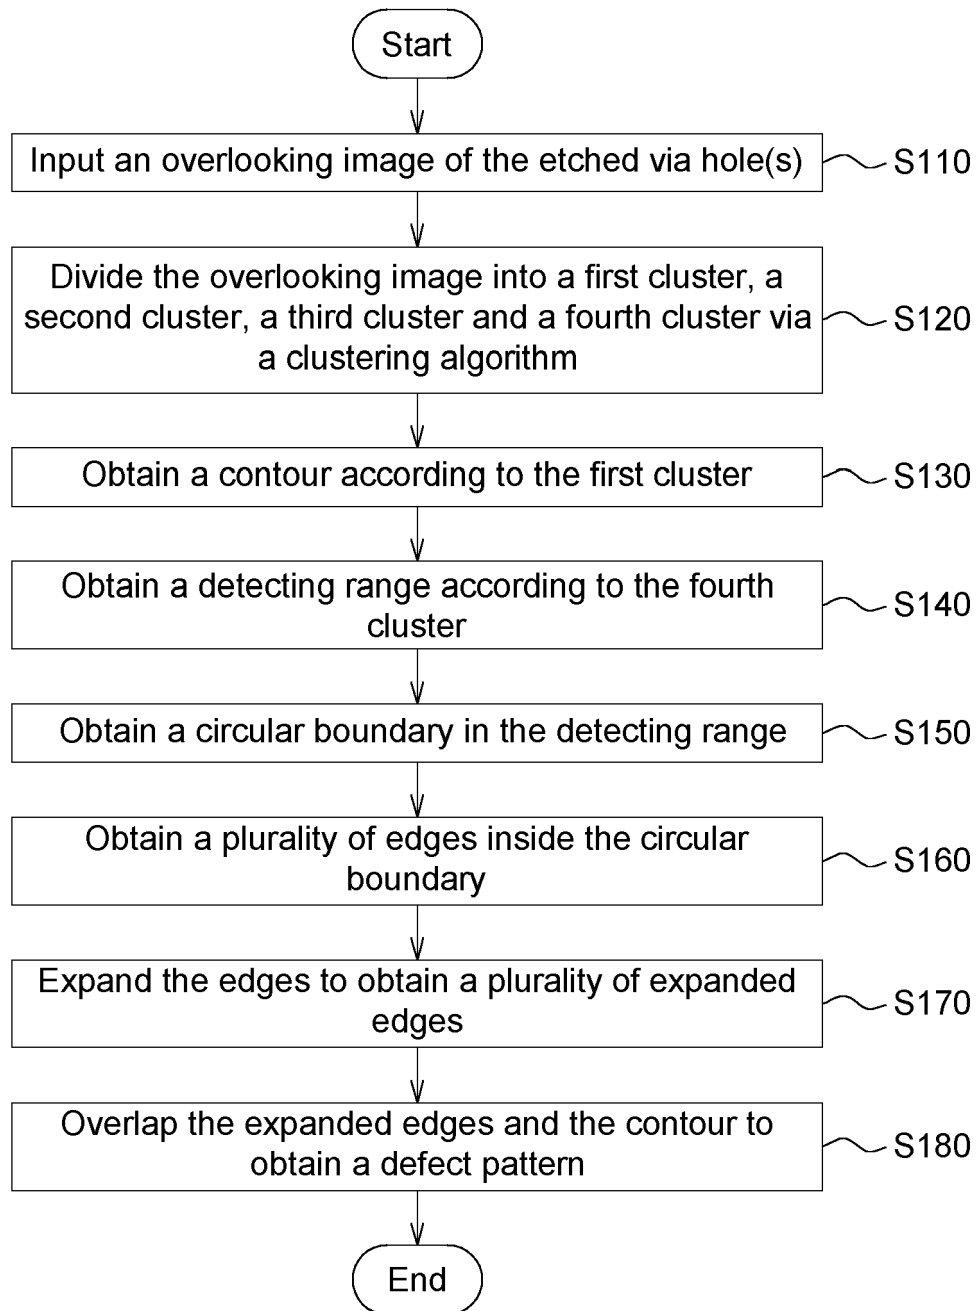 Start
Input an overlooking image of the etched via hole(s)
S110
Divide the overlooking image into a first cluster, a
second cluster, a third cluster and a fourth cluster via
a clustering algorithm
S120
Obtain a contour according to the first cluster
S130
Obtain a detecting range according to the fourth
cluster
S140
Obtain a circular boundary in the detecting range
S150
Obtain a plurality of edges inside the circular
boundary
S160
Expand the edges to obtain a plurality of expanded
edges
S170
Overlap the expanded edges and the contour to
obtain a defect pattern
S180
End